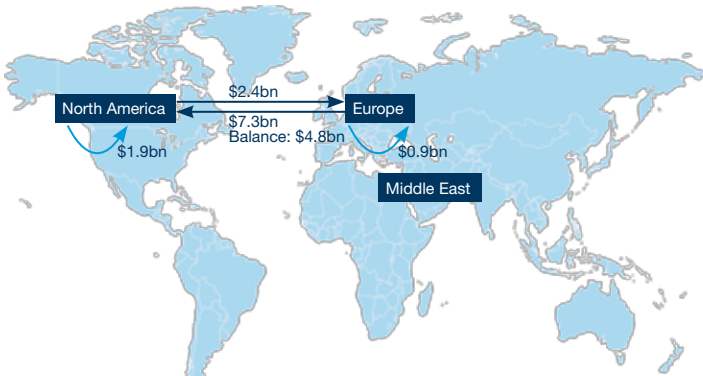 $2.4bn
North America
Europe
$7.3bn
Balance: $4.8bn
$1.9bn
$0.9bn
Middle East